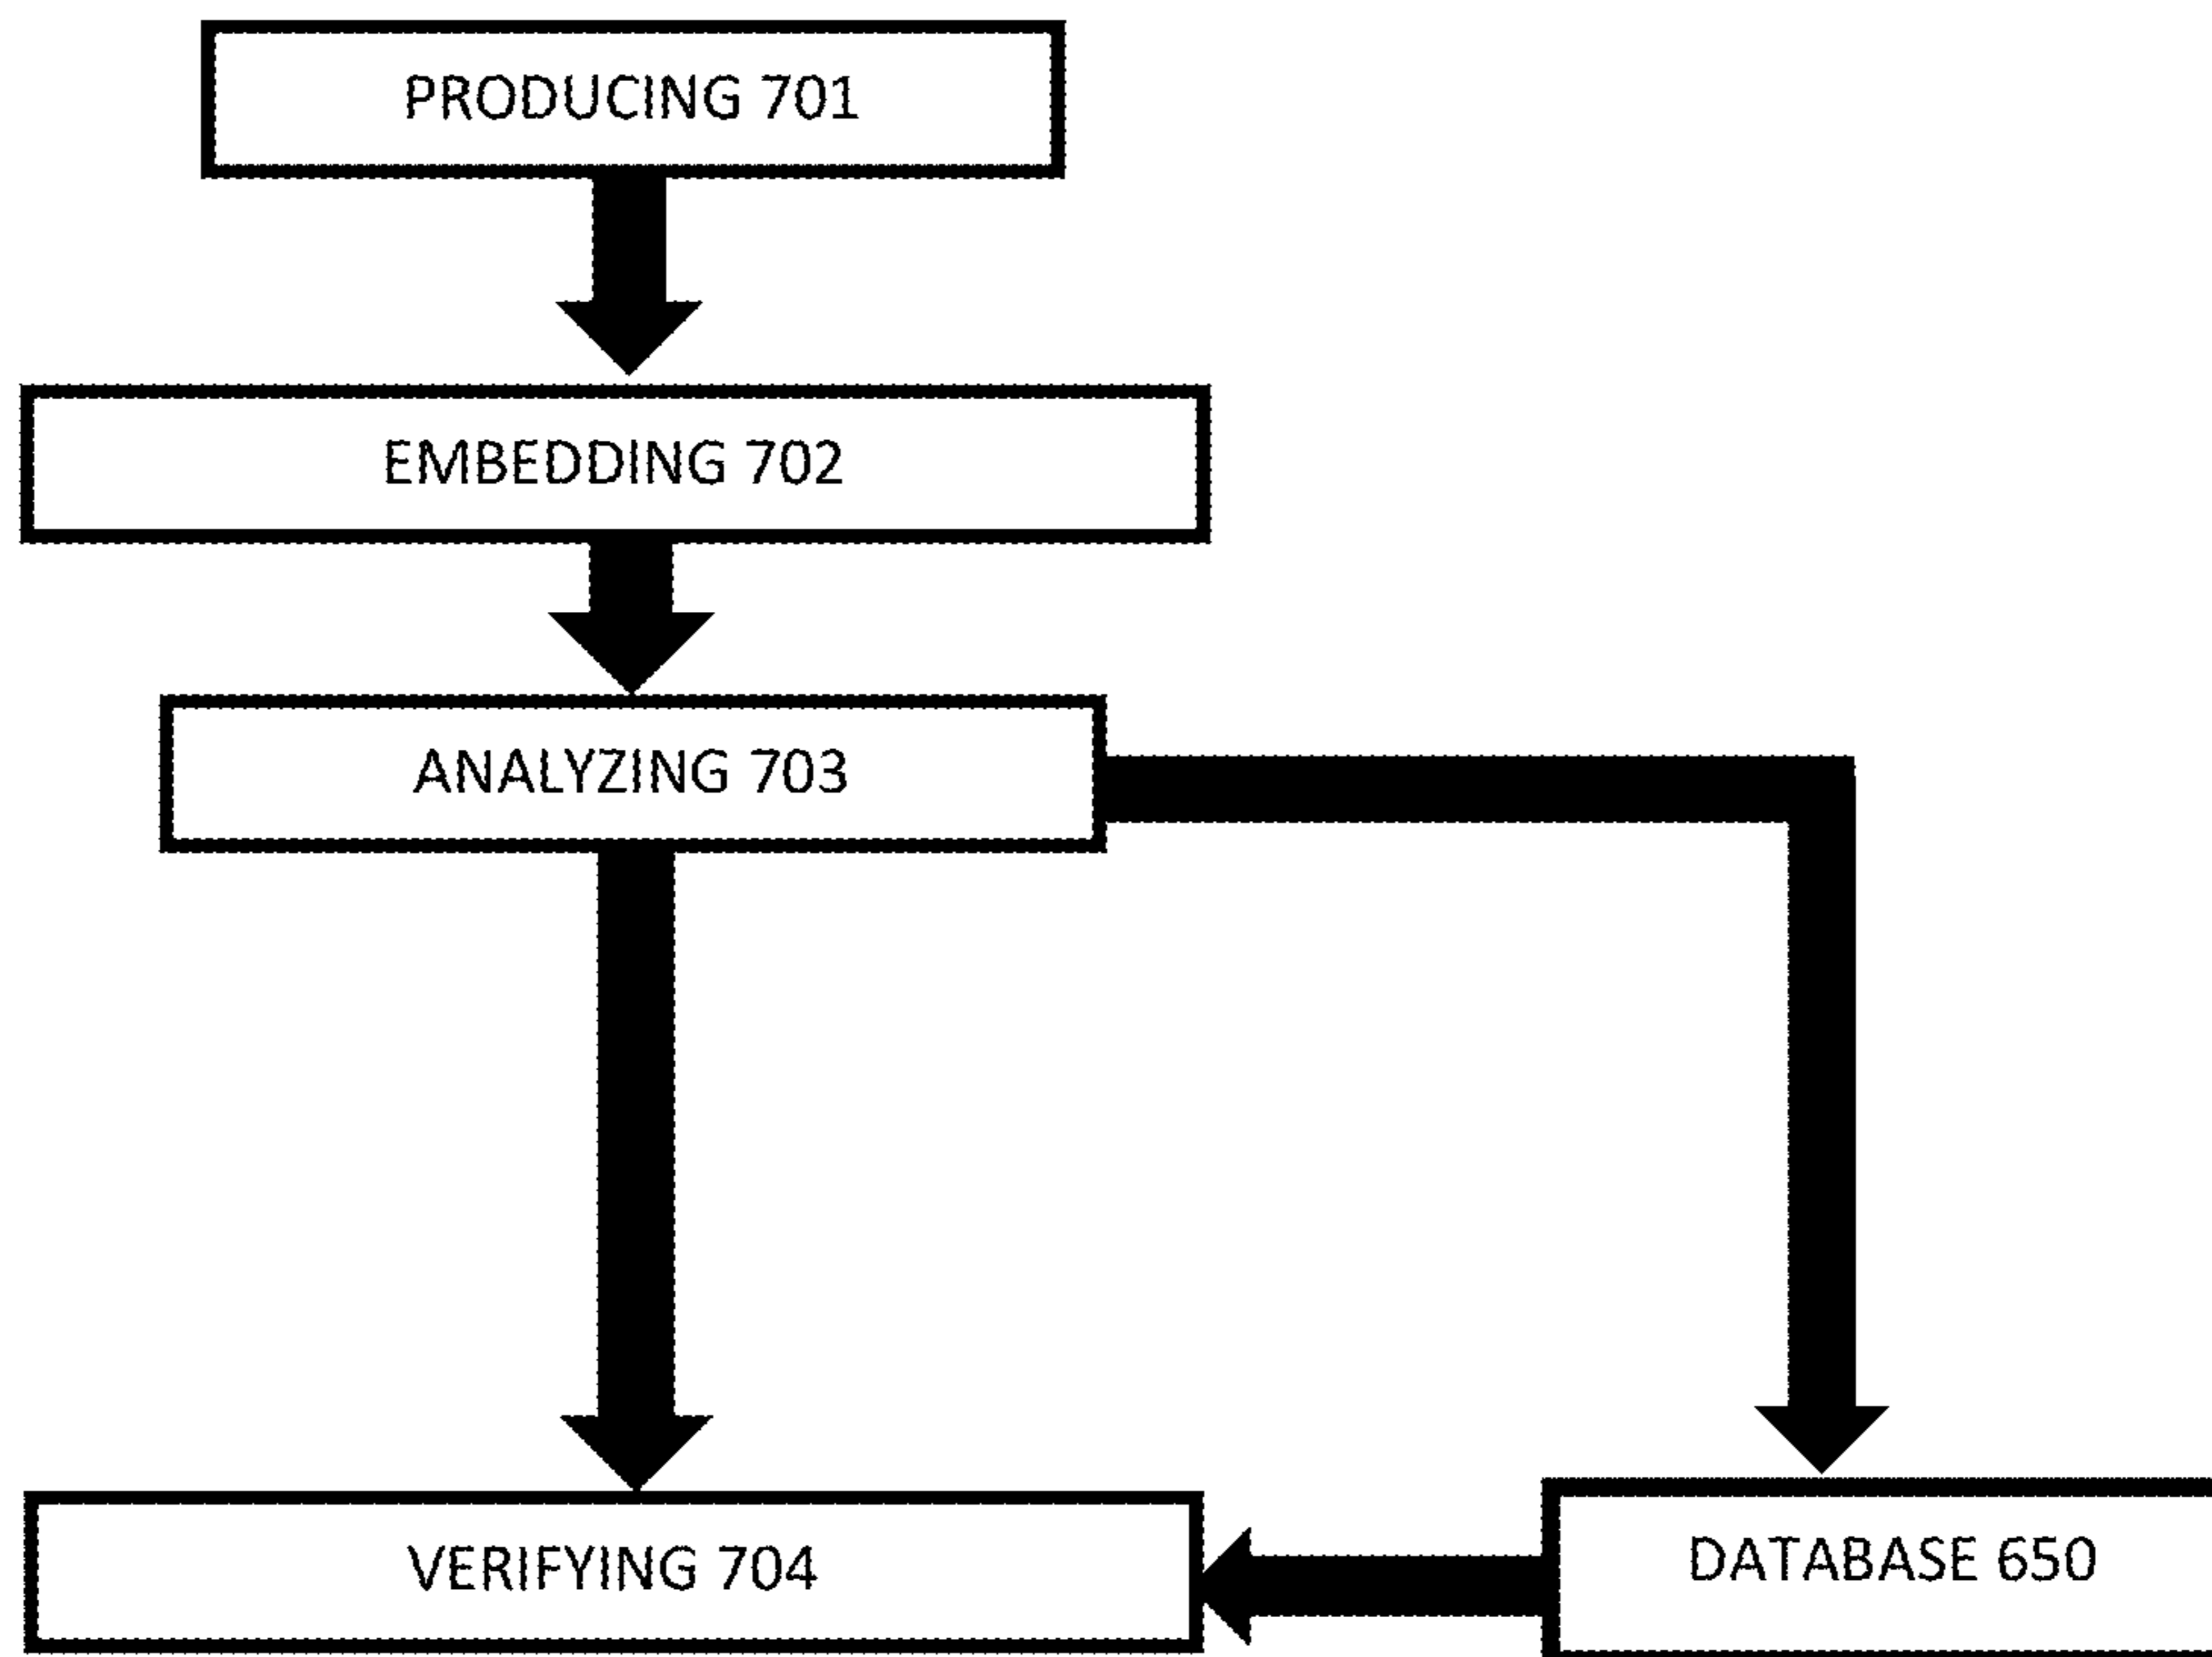 PRODUCING 701
EMBEDDING 702
ANALYZING 703
VERIFYING 704
DATABASE 650